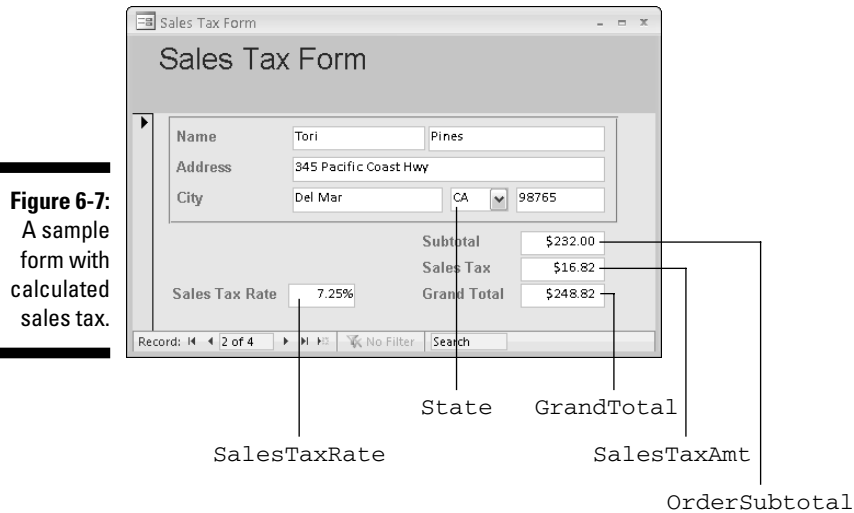 Sales Tax Form
Sales Tax Form
Name Tori Pines
Address 345 Pacific Coast Hwy
City Del Mar CA 98765
Subtotal $232.00
Sales Tax $16.82
Sales Tax Rate 7.25% Grand Total $248.82
Record: 2 of 4 No Filter Search
Figure 6-7:
A sample
form with
calculated
sales tax.
State GrandTotal
SalesTaxRate SalesTaxAmt
OrderSubtotal